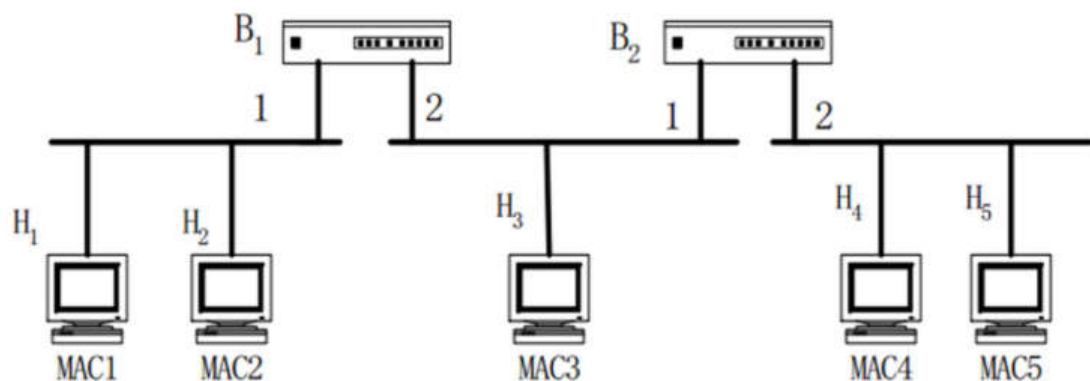 B₁ B₂
1 2 1 2
H₁ H₂ H₃ H₄ H₅
MAC1 MAC2 MAC3 MAC4 MAC5